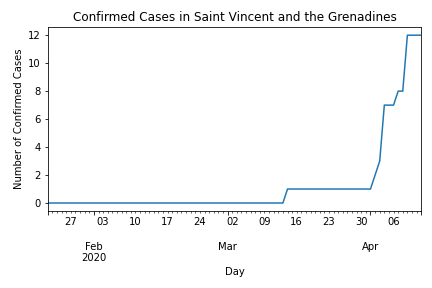 Confirmed Cases in Saint Vincent and the Grenadines
12
10
8
6
4
2
0
Number of Confirmed Cases
27 03 10 17 24 02 09 16 23 30 06
Feb Mar Apr
2020
Day